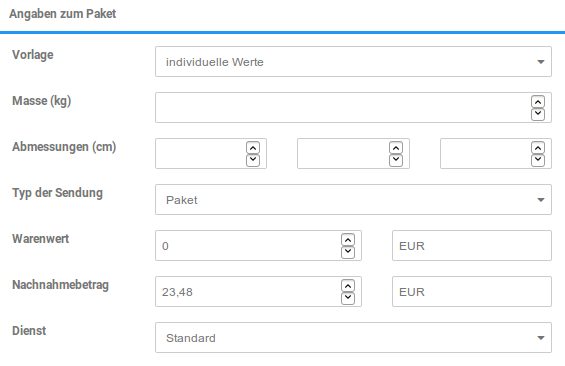 Angaben zum Paket
Vorlage individuelle Werte
Masse (kg)
Abmessungen (cm)
Typ der Sendung Paket
Warenwert 0 EUR
Nachnahmebetrag 23,48 EUR
Dienst Standard